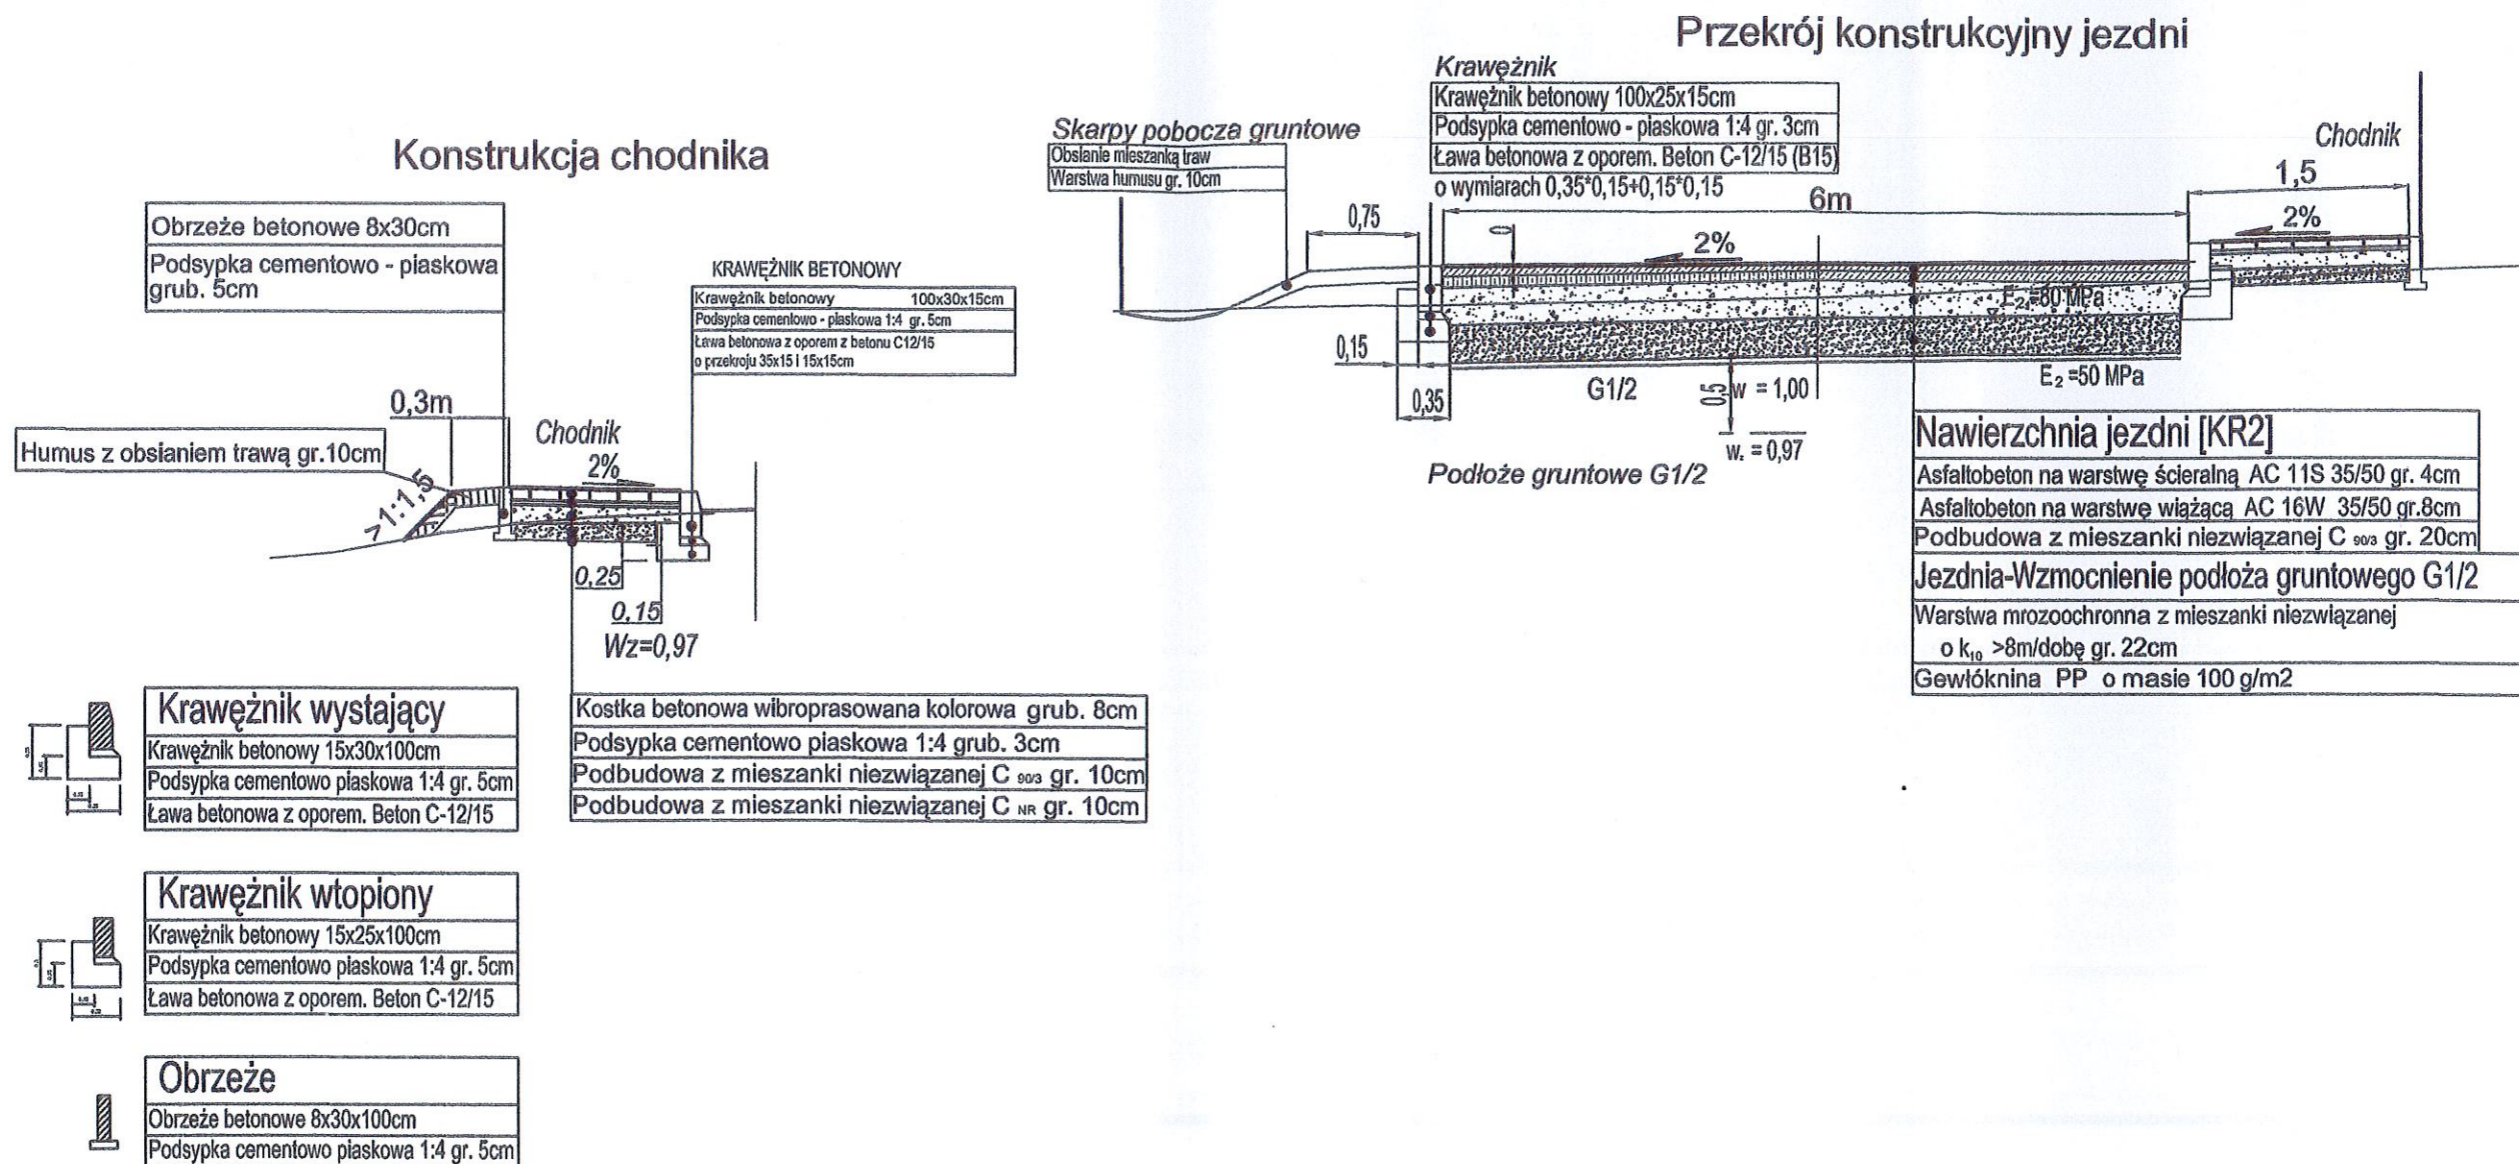 Przekrój konstrukcyjny jezdni
Krawężnik
Krawężnik betonowy 100x25x15cm
Podsypka cementowo - piaskowa 1:4 gr. 3cm
Ława betonowa z oporem. Beton C-12/15 (B15)
o wymiarach 0,35*0,15+0,15*0,15
Skarpy pobocza gruntowe
Obsianie mieszanką traw
Warstwa humusu gr. 10cm
Chodnik
1,5
2%
6m
0,75
0
2%
E2=80 MPa
0,15
0,35
G1/2
0.5
w = 1,00
E2 =50 MPa
wz = 0,97
Podłoże gruntowe G1/2
Nawierzchnia jezdni [KR2]
Asfaltobeton na warstwę ścieralną AC 11S 35/50 gr. 4cm
Asfaltobeton na warstwę wiążącą AC 16W 35/50 gr.8cm
Podbudowa z mieszanki niezwiązanej C 90/3 gr. 20cm
Jezdnia-Wzmocnienie podłoża gruntowego G1/2
Warstwa mrozoochronna z mieszanki niezwiązanej
o k10 >8m/dobę gr. 22cm
Gewłóknina PP o masie 100 g/m2
Konstrukcja chodnika
Obrzeże betonowe 8x30cm
Podsypka cementowo - piaskowa
grub. 5cm
KRAWĘŻNIK BETONOWY
Krawężnik betonowy 100x30x15cm
Podsypka cementowo - piaskowa 1:4 gr. 5cm
Ława betonowa z oporem z betonu C12/15
o przekroju 35x15 i 15x15cm
0,3m
Humus z obsianiem trawą gr.10cm
Chodnik
2%
>1:1,5
0,25
0,15
Wz=0,97
Kostka betonowa wibroprasowana kolorowa grub. 8cm
Podsypka cementowo piaskowa 1:4 grub. 3cm
Podbudowa z mieszanki niezwiązanej C 90/3 gr. 10cm
Podbudowa z mieszanki niezwiązanej C NR gr. 10cm
Krawężnik wystający
Krawężnik betonowy 15x30x100cm
Podsypka cementowo piaskowa 1:4 gr. 5cm
Ława betonowa z oporem. Beton C-12/15
Krawężnik wtopiony
Krawężnik betonowy 15x25x100cm
Podsypka cementowo piaskowa 1:4 gr. 5cm
Ława betonowa z oporem. Beton C-12/15
Obrzeże
Obrzeże betonowe 8x30x100cm
Podsypka cementowo piaskowa 1:4 gr. 5cm